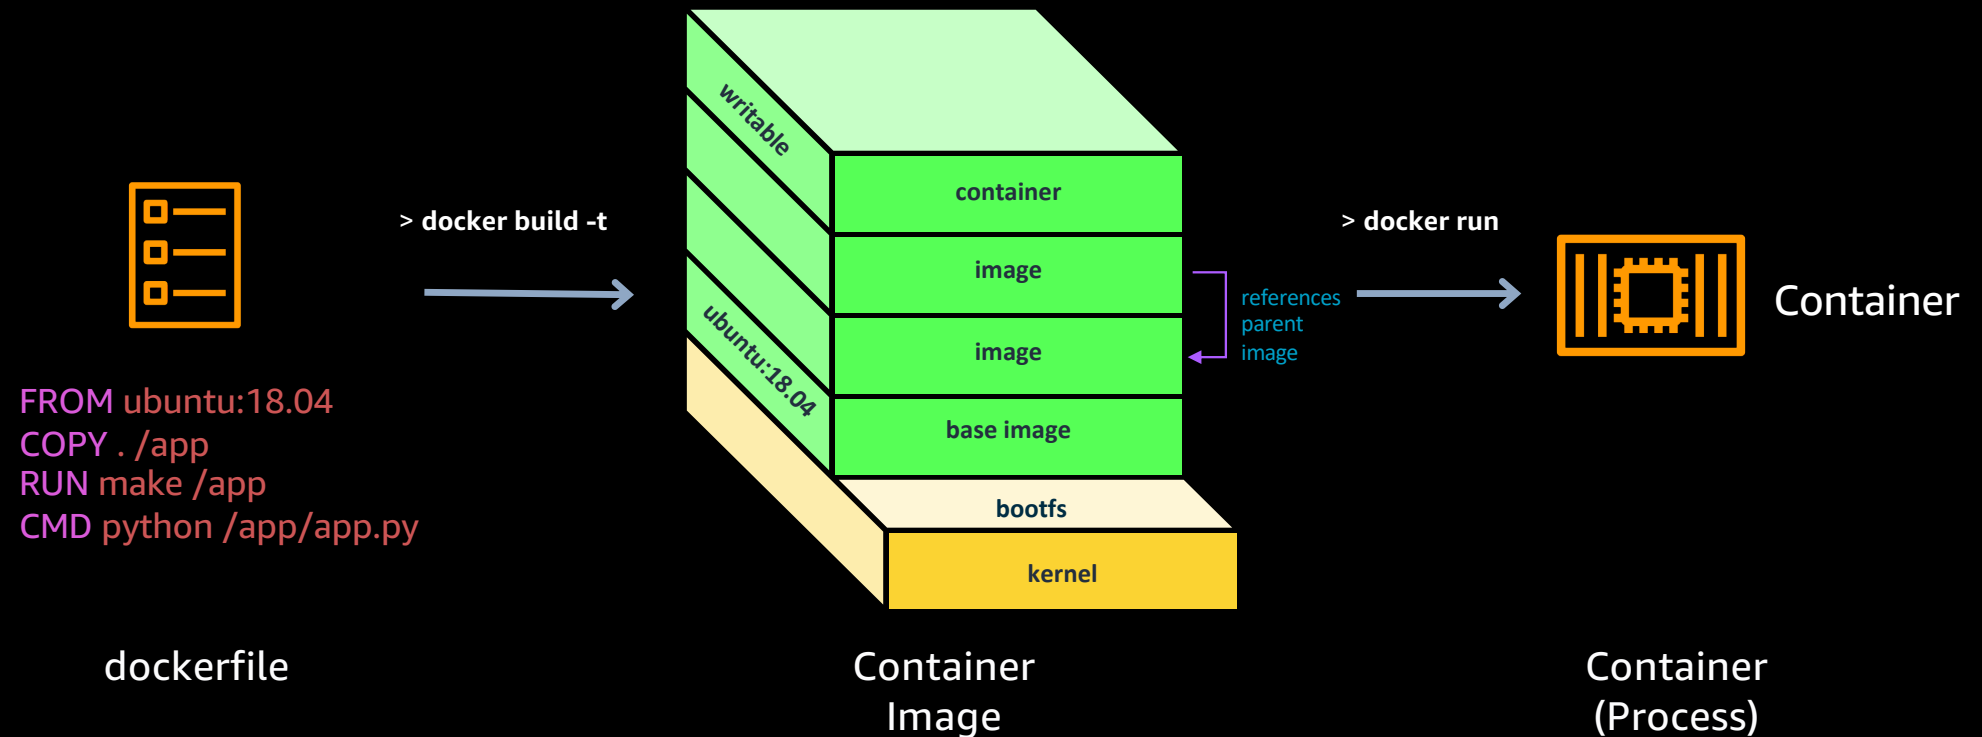 FROM ubuntu:18.04
COPY . /app
RUN make /app
CMD python /app/app.py
dockerfile
> docker build -t
writable
ubuntu:18.04
container
image
image
base image
bootfs
kernel
references
parent
image
Container
Image
> docker run
Container
Container
(Process)